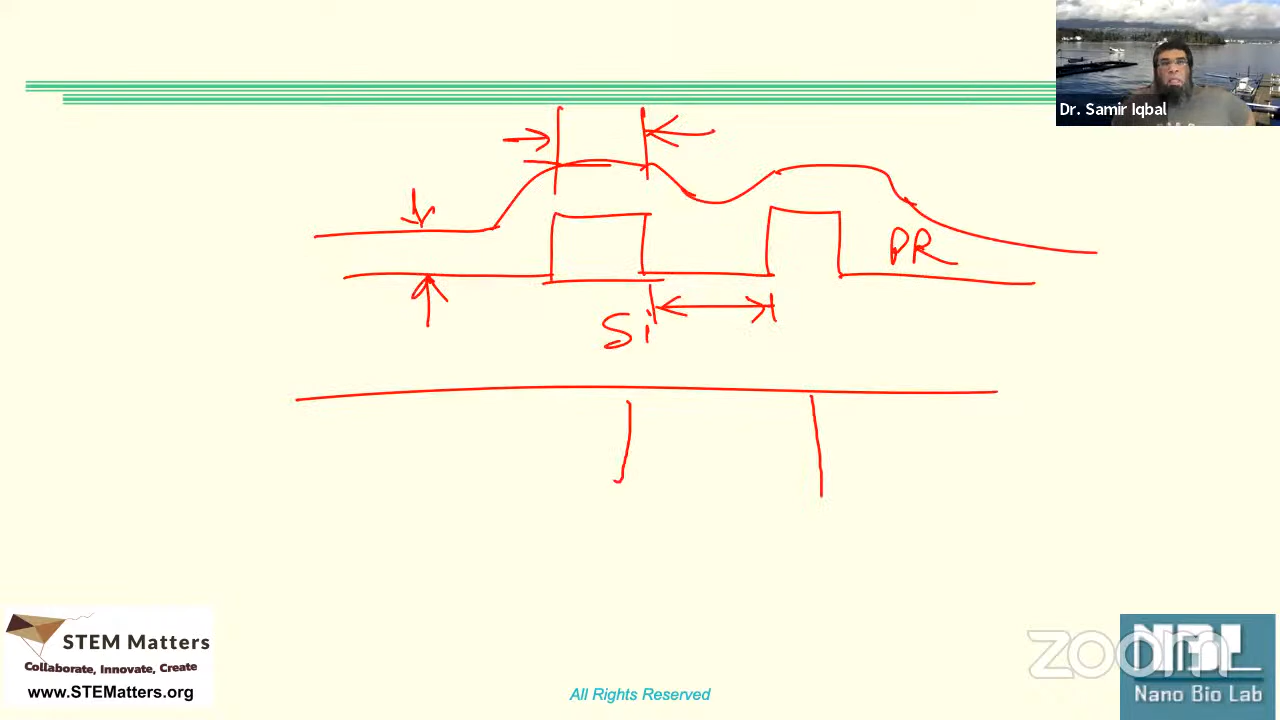 Dr. Samir Iqbal
PR
Si
STEM Matters
Collaborate, Innovate, Create
www.STEMatters.org
All Rights Reserved
zoom
NBL
Nano Bio Lab